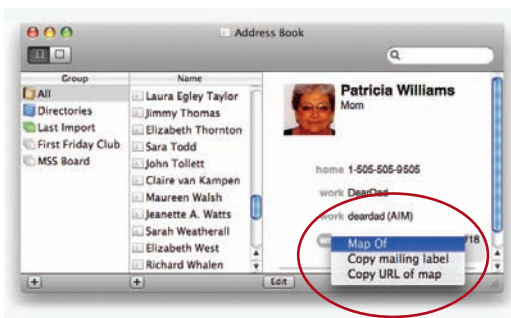 Address Book
Group
Name
All
Directories
Last Import
First Friday Club
MSS Board
Laura Egley Taylor
Jimmy Thomas
Elizabeth Thornton
Sara Todd
John Tollett
Claire van Kampen
Maureen Walsh
Jeanette A. Watts
Sarah Weatherall
Elizabeth West
Richard Whalen
Patricia Williams
Mom
home 1-505-505-9505
work DearDad
work deardad (AIM)
718
Map Of
Copy mailing label
Copy URL of map
Edit